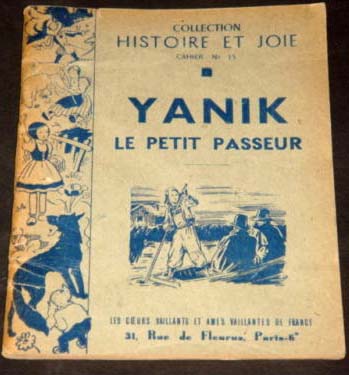 COLLECTION
HISTOIRE ET JOIE
CAHIER No 15
YANIK
LE PETIT PASSEUR
LES CŒURS VAILLANTS ET AMES VAILLANTES DE FRANCE
31, Rue de Fleurus, Paris-6e